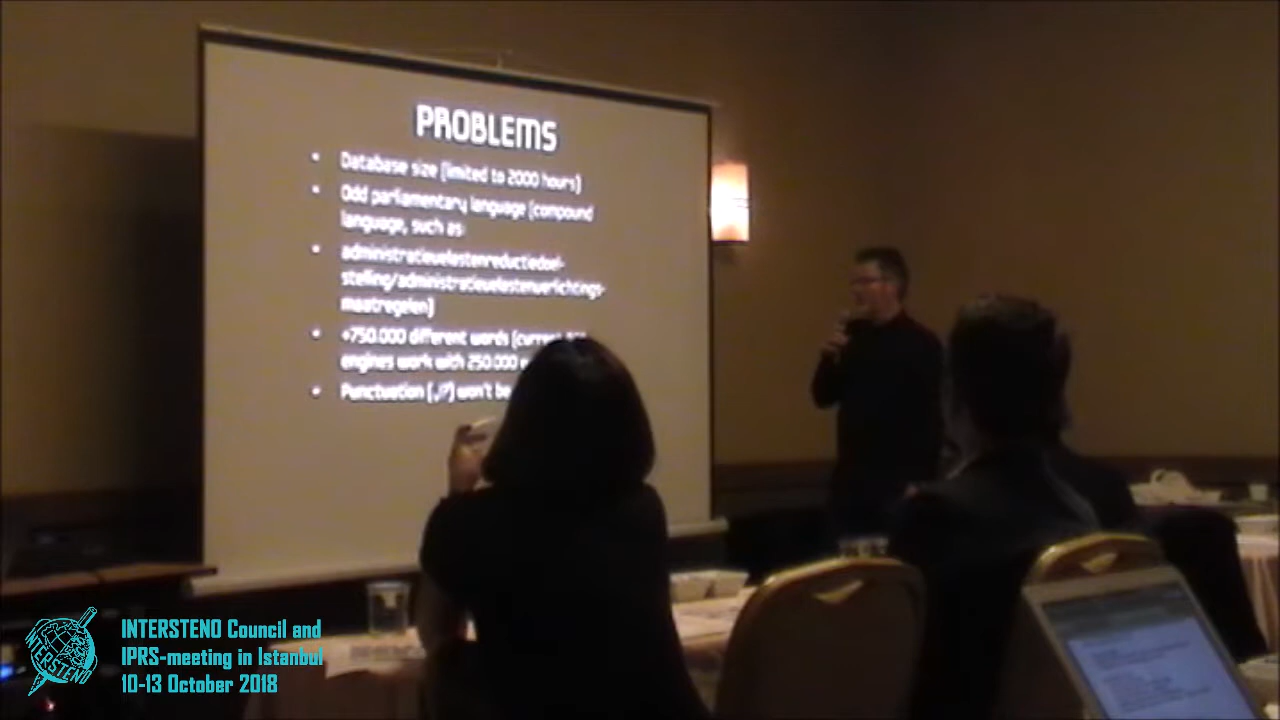 PROBLEMS
• Database size (limited to 2000 hours)
• Odd parliamentary language (compound
language, such as
• administratievelastenreductiedoel-
stelling/administratievelastenverlichtings-
maatregelen)
• +750.000 different words (current
engines work with 250.000
• Punctuation (,.!?) won't be
INTERSTENO
INTERSTENO Council and
IPRS-meeting in Istanbul
10-13 October 2018